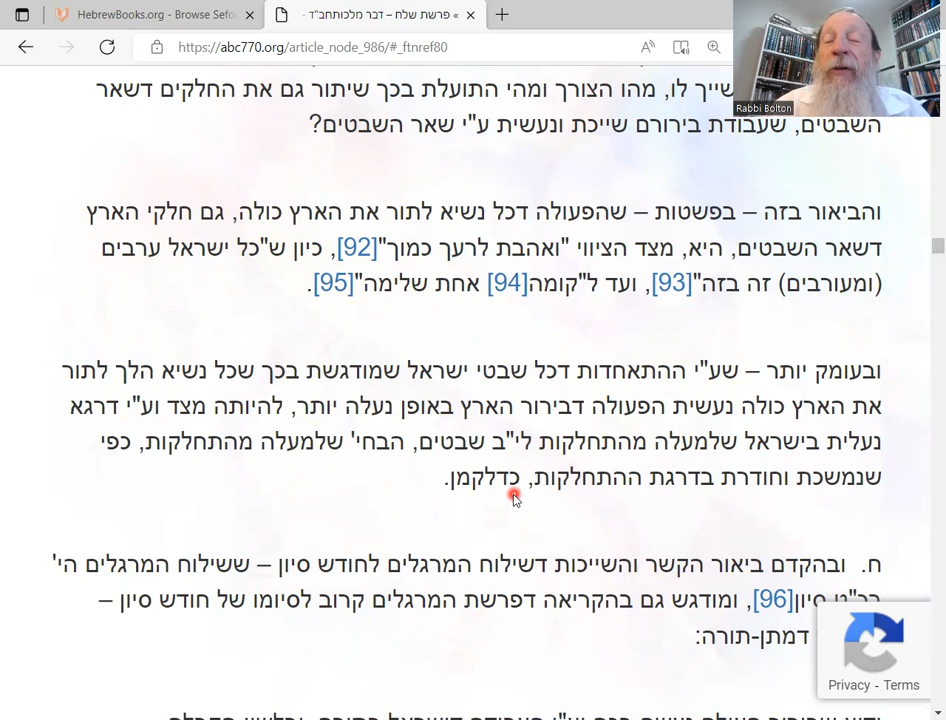 HebrewBooks.org - Browse Sefo
» פרשת שלח – דבר מלכותחב"ד -
https://abc770.org/article_node_986/#_ftnref80
Rabbi Bolton
שייך לו, מהו הצורך ומהי התועלת בכך שיתור גם את החלקים דשאר
השבטים, שעבודת בירורם שייכת ונעשית ע"י שאר השבטים?
והביאור בזה – בפשטות – שהפעולה דכל נשיא לתור את הארץ כולה, גם חלקי הארץ
דשאר השבטים, היא, מצד הציווי "ואהבת לרעך כמוך"[92], כיון ש"כל ישראל ערבים
(ומעורבים) זה בזה"[93], ועד ל"קומה[94] אחת שלימה"[95].
ובעומק יותר – שע"י ההתאחדות דכל שבטי ישראל שמודגשת בכך שכל נשיא הלך לתור
את הארץ כולה נעשית הפעולה דבירור הארץ באופן נעלה יותר, להיותה מצד וע"י דרגא
נעלית בישראל שלמעלה מהתחלקות לי"ב שבטים, הבחי' שלמעלה מהתחלקות, כפי
שנמשכת וחודרת בדרגת ההתחלקות, כדלקמן.
ח. ובהקדם ביאור הקשר והשייכות דשילוח המרגלים לחודש סיון – ששילוח המרגלים הי'
סיון[96], ומודגש גם בהקריאה דפרשת המרגלים קרוב לסיומו של חודש סיון –
דמתן-תורה:
Privacy - Terms